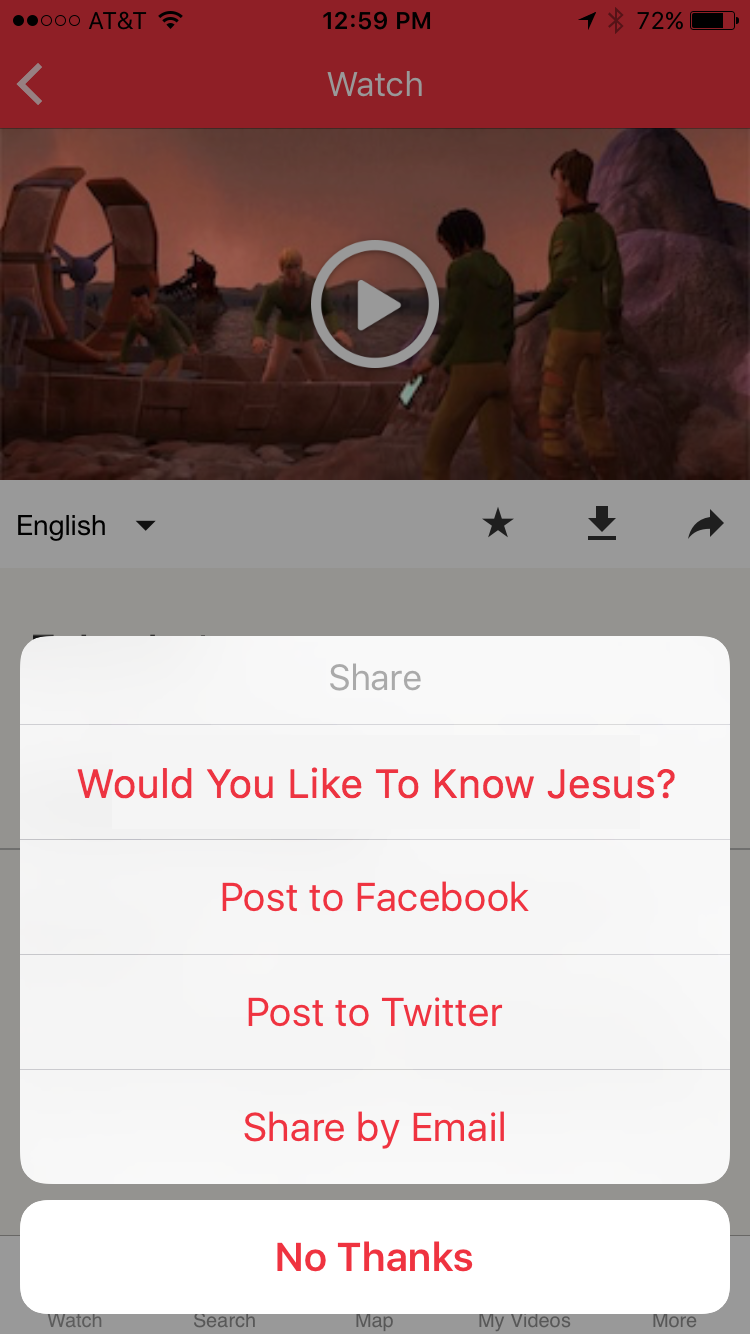 AT&T 12:59 PM 72%
Watch
English
Share
Would You Like To Know Jesus?
Post to Facebook
Post to Twitter
Share by Email
No Thanks
Watch Search Map My Videos More